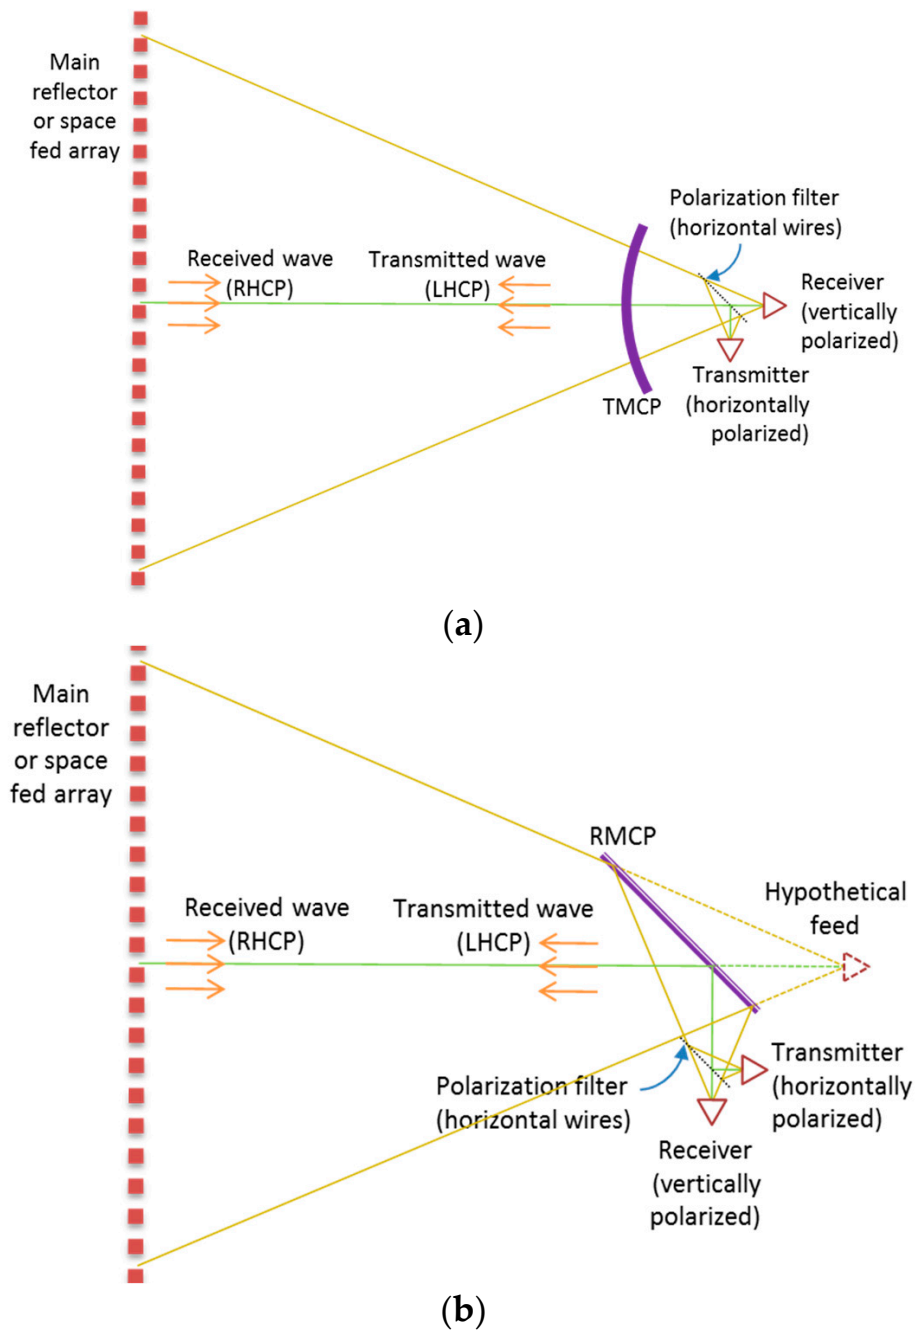 Main
reflector
or space
fed array
Polarization filter
(horizontal wires)
Received wave
(RHCP)
Transmitted wave
(LHCP)
Receiver
(vertically
polarized)
TMCP
Transmitter
(horizontally
polarized)
(a)
Main
reflector
or space
fed array
RMCP
Hypothetical
feed
Received wave
(RHCP)
Transmitted wave
(LHCP)
Transmitter
(horizontally
polarized)
Polarization filter
(horizontal wires)
Receiver
(vertically
polarized)
(b)